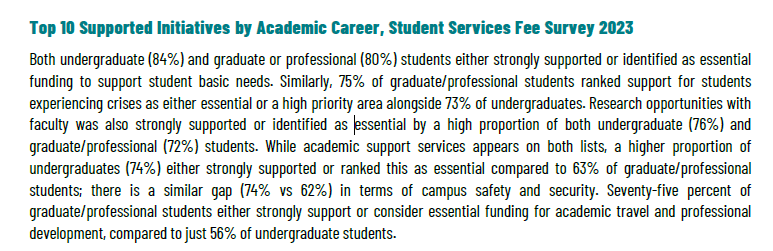 Top 10 Supported Initiatives by Academic Career, Student Services Fee Survey 2023
Both undergraduate (84%) and graduate or professional (80%) students either strongly supported or identified as essential
funding to support student basic needs. Similarly, 75% of graduate/professional students ranked support for students
experiencing crises as either essential or a high priority area alongside 73% of undergraduates. Research opportunities with
faculty was also strongly supported or identified as essential by a high proportion of both undergraduate (76%) and
graduate/professional (72%) students. While academic support services appears on both lists, a higher proportion of
undergraduates (74%) either strongly supported or ranked this as essential compared to 63% of graduate/professional
students; there is a similar gap (74% vs 62%) in terms of campus safety and security. Seventy-five percent of
graduate/professional students either strongly support or consider essential funding for academic travel and professional
development, compared to just 56% of undergraduate students.